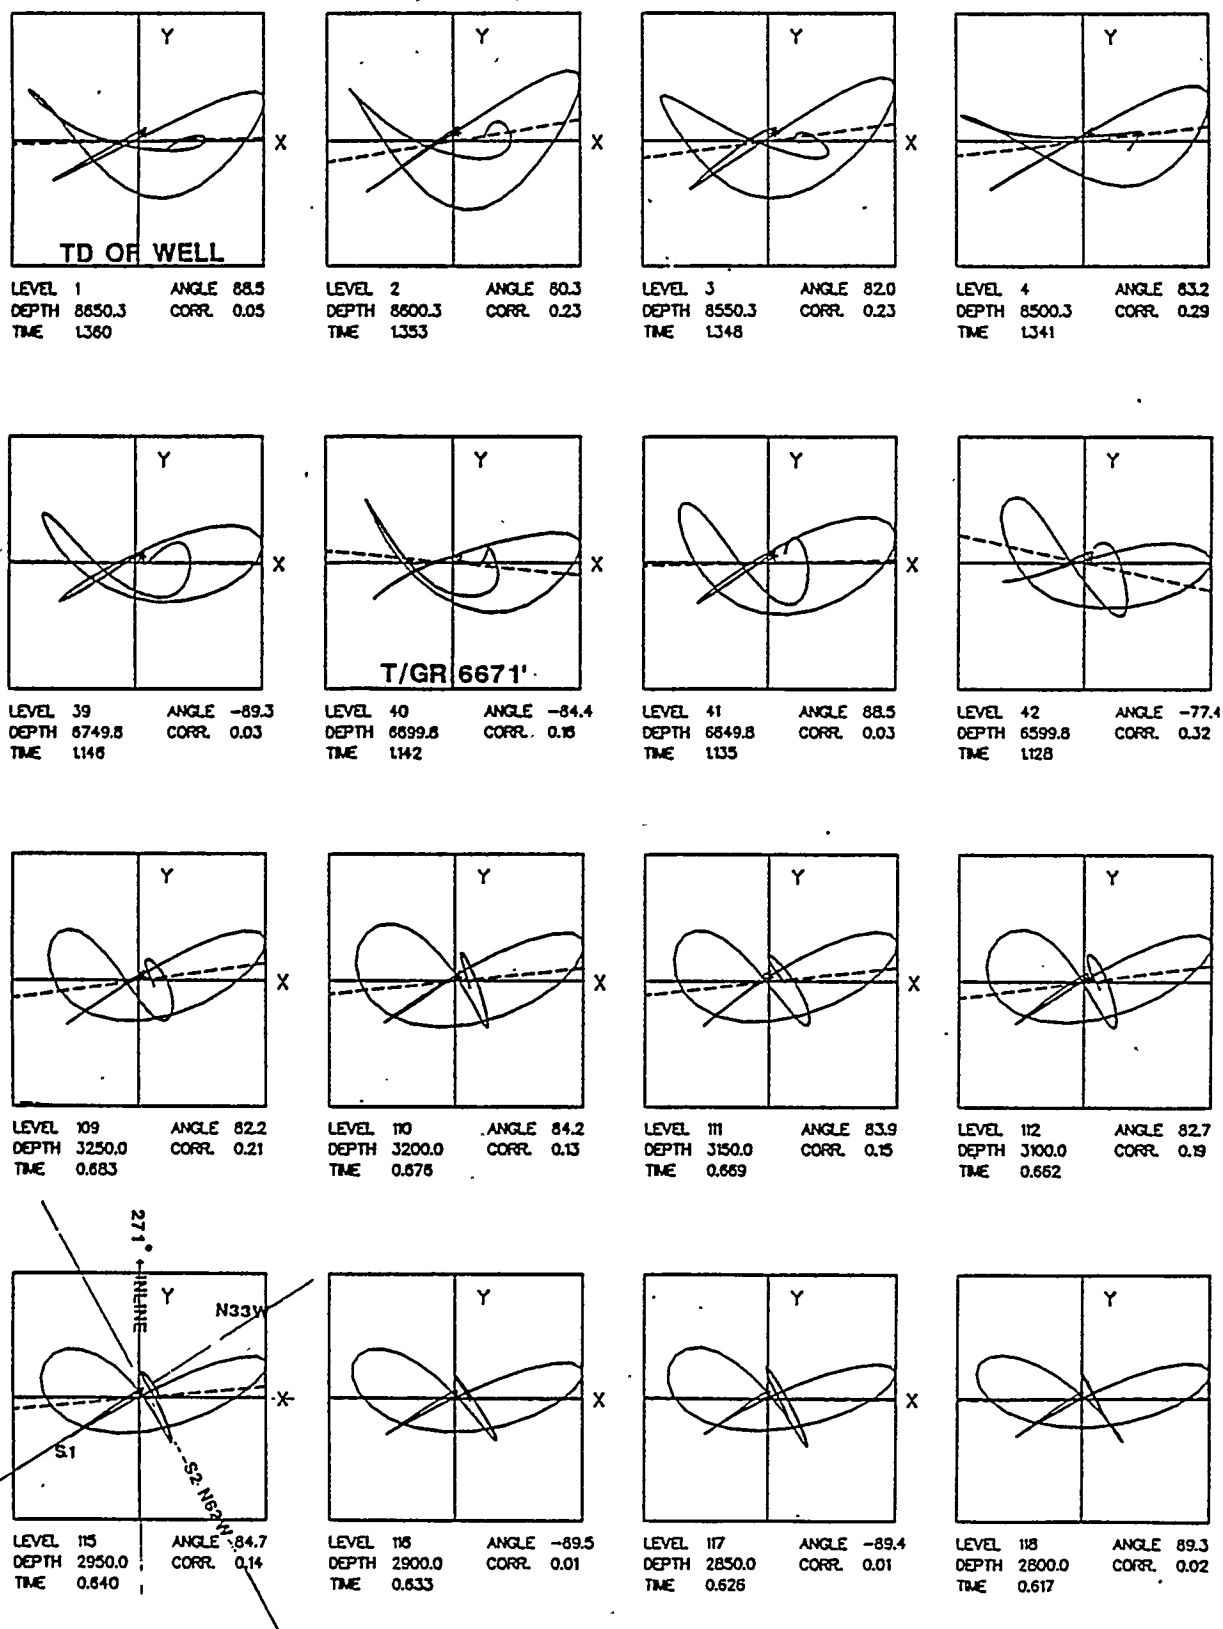 Y
X
TD OF WELL
LEVEL 1 ANGLE 88.5
DEPTH 8650.3 CORR. 0.05
TIME 1.360
Y
X
LEVEL 2 ANGLE 80.3
DEPTH 8600.3 CORR. 0.23
TIME 1.353
Y
X
LEVEL 3 ANGLE 82.0
DEPTH 8550.3 CORR. 0.23
TIME 1.348
Y
LEVEL 4 ANGLE 83.2
DEPTH 8500.3 CORR. 0.29
TIME 1.341
Y
X
LEVEL 39 ANGLE -89.3
DEPTH 6749.8 CORR. 0.03
TIME 1.146
Y
X
T/GR 6671'
LEVEL 40 ANGLE -84.4
DEPTH 6699.8 CORR. 0.16
TIME 1.142
Y
X
LEVEL 41 ANGLE 88.5
DEPTH 6649.8 CORR. 0.03
TIME 1.135
Y
LEVEL 42 ANGLE -77.4
DEPTH 6599.8 CORR. 0.32
TIME 1.128
Y
X
LEVEL 109 ANGLE 82.2
DEPTH 3250.0 CORR. 0.21
TIME 0.683
Y
X
LEVEL 110 ANGLE 84.2
DEPTH 3200.0 CORR. 0.13
TIME 0.676
Y
X
LEVEL 111 ANGLE 83.9
DEPTH 3150.0 CORR. 0.15
TIME 0.669
Y
LEVEL 112 ANGLE 82.7
DEPTH 3100.0 CORR. 0.19
TIME 0.662
271°
INLINE
Y
N33W
X
S1
S2 N62W
LEVEL 115 ANGLE 84.7
DEPTH 2950.0 CORR. 0.14
TIME 0.640
Y
X
LEVEL 116 ANGLE -89.5
DEPTH 2900.0 CORR. 0.01
TIME 0.633
Y
X
LEVEL 117 ANGLE -89.4
DEPTH 2850.0 CORR. 0.01
TIME 0.626
Y
LEVEL 118 ANGLE 89.3
DEPTH 2800.0 CORR. 0.02
TIME 0.617